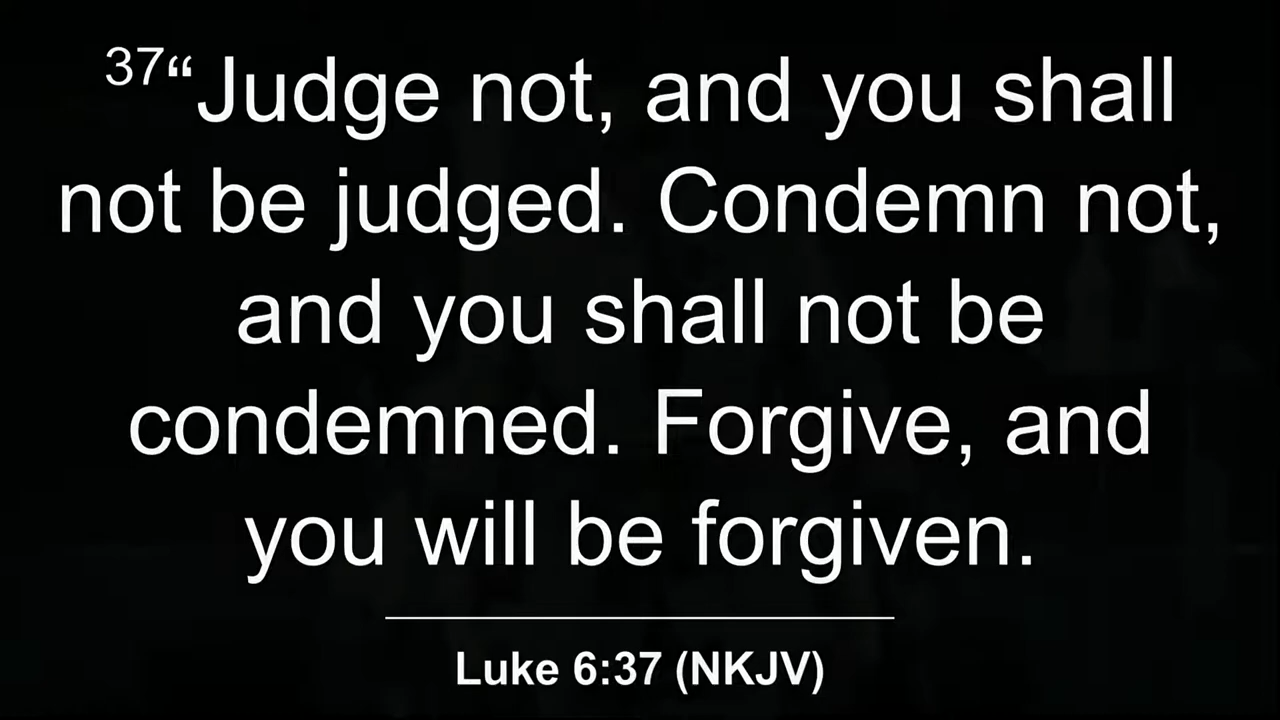 37“Judge not, and you shall
not be judged. Condemn not,
and you shall not be
condemned. Forgive, and
you will be forgiven.
Luke 6:37 (NKJV)